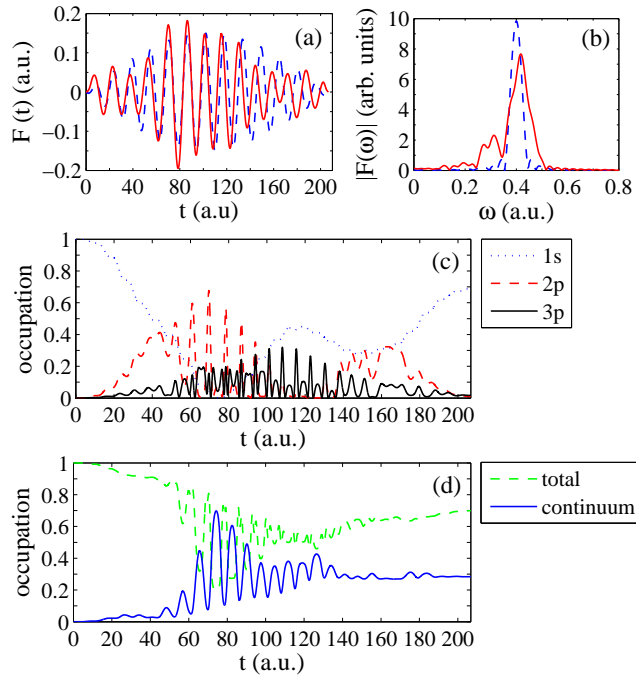 (a)
F (t) (a.u.)
0.2
0.1
0
−0.1
−0.2
0 40 80 120 160 200
t (a.u)
(b)
|F(ω)| (arb. units)
10
8
6
4
2
0
0 0.2 0.4 0.6 0.8
ω (a.u.)
(c)
occupation
1
0.8
0.6
0.4
0.2
0
0 20 40 60 80 100 120 140 160 180 200
t (a.u.)
1s
2p
3p
(d)
occupation
1
0.8
0.6
0.4
0.2
0
0 20 40 60 80 100 120 140 160 180 200
t (a.u.)
total
continuum